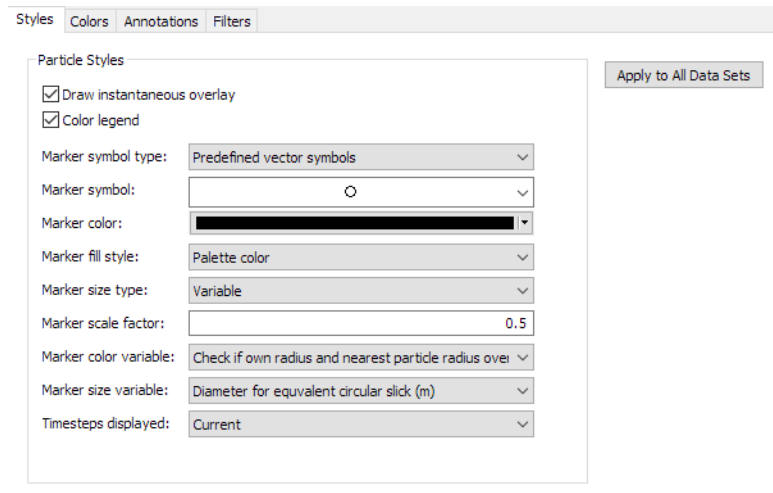 Styles Colors Annotations Filters
Particle Styles
Apply to All Data Sets
Draw instantaneous overlay
Color legend
Marker symbol type: Predefined vector symbols
Marker symbol:
Marker color:
Marker fill style: Palette color
Marker size type: Variable
Marker scale factor: 0.5
Marker color variable: Check if own radius and nearest particle radius over
Marker size variable: Diameter for equvalent circular slick (m)
Timesteps displayed: Current